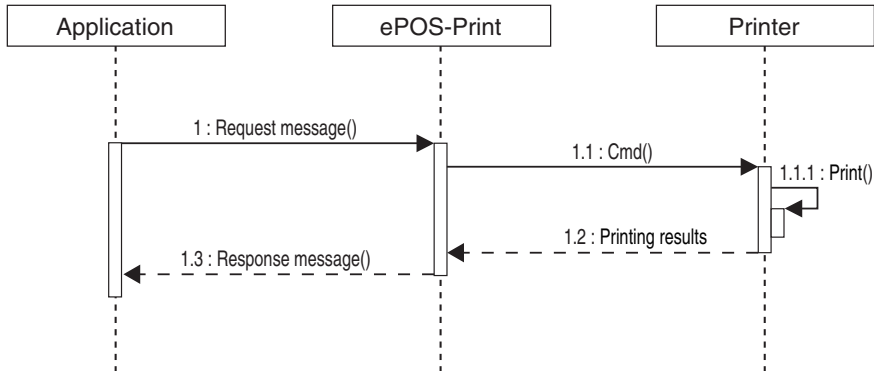 Application
ePOS-Print
Printer
1 : Request message()
1.1 : Cmd()
1.1.1 : Print()
1.2 : Printing results
1.3 : Response message()